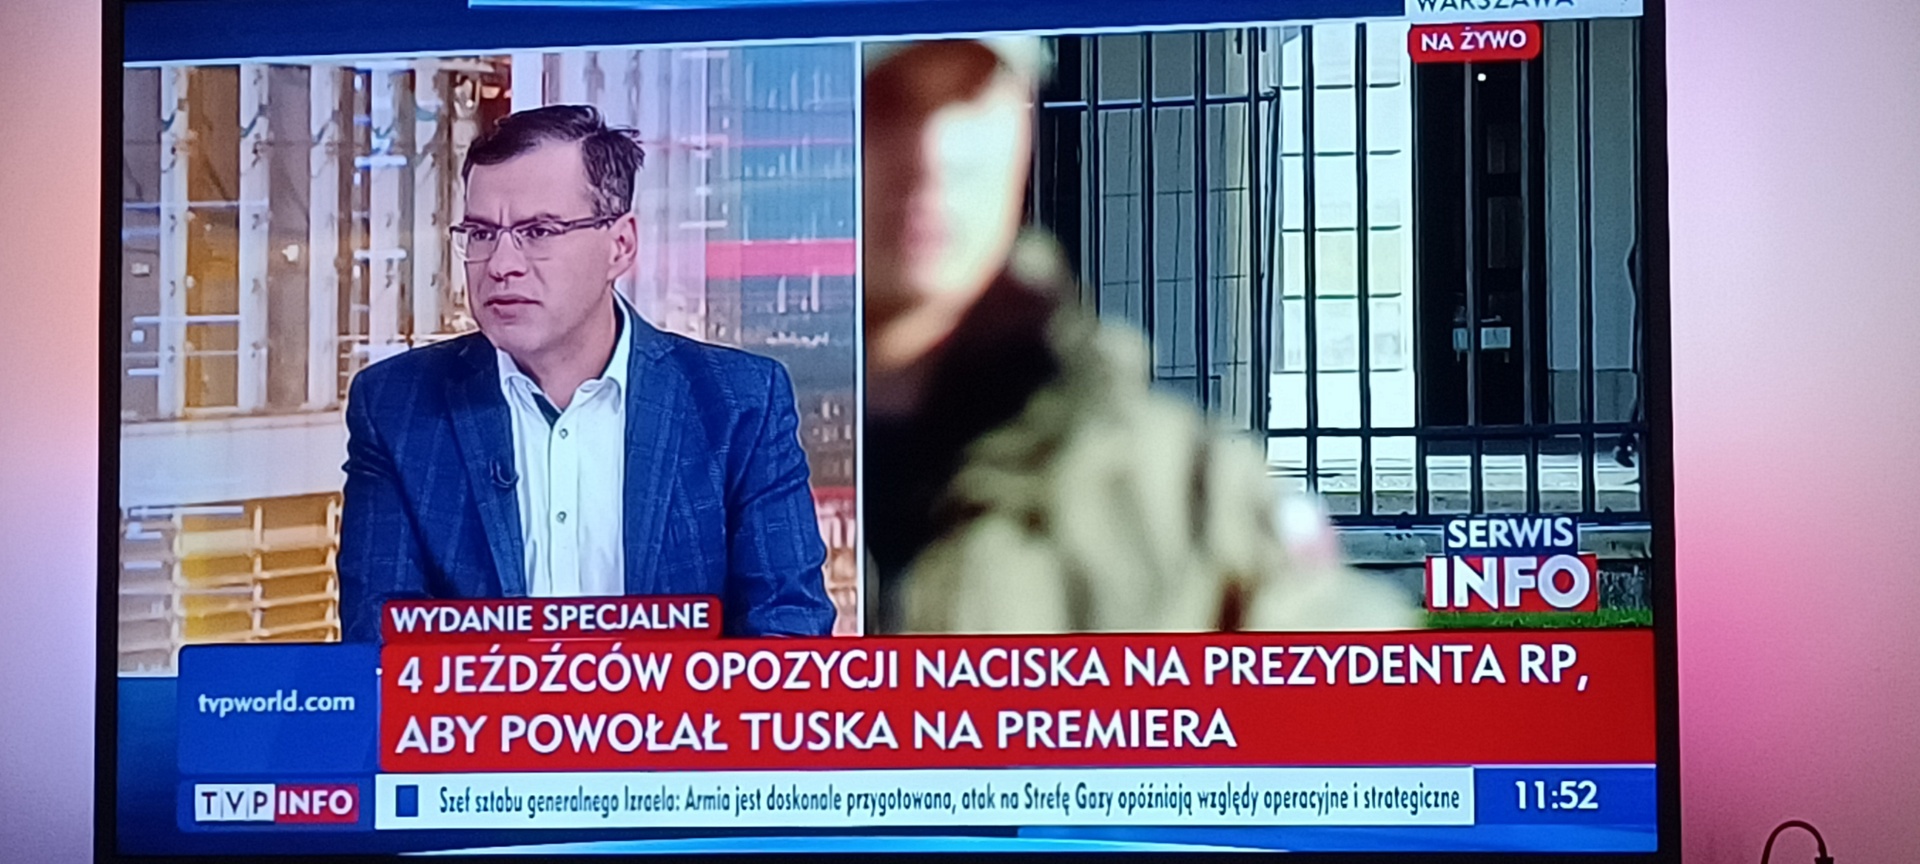 WARSZAWA
NA ŻYWO
SERWIS
INFO
WYDANIE SPECJALNE
4 JEŹDŹCÓW OPOZYCJI NACISKA NA PREZYDENTA RP,
ABY POWOŁAŁ TUSKA NA PREMIERA
tvpworld.com
TVP INFO
Szef sztabu generalnego Izraela: Armia jest doskonale przygotowana, atak na Strefę Gazy opóźniają względy operacyjne i strategiczne
11:52